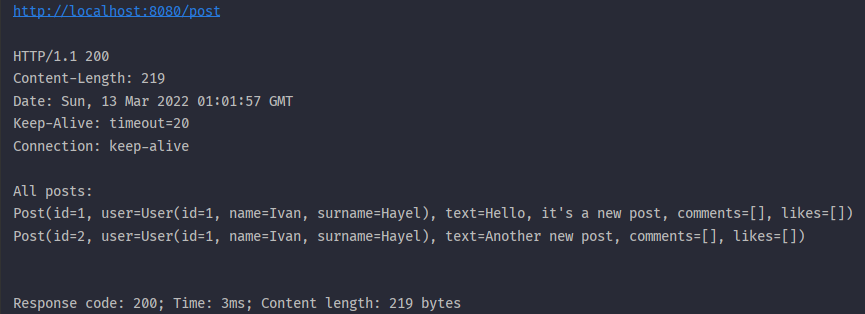 http://localhost:8080/post
HTTP/1.1 200
Content-Length: 219
Date: Sun, 13 Mar 2022 01:01:57 GMT
Keep-Alive: timeout=20
Connection: keep-alive
All posts:
Post(id=1, user=User(id=1, name=Ivan, surname=Hayel), text=Hello, it's a new post, comments=[], likes=[])
Post(id=2, user=User(id=1, name=Ivan, surname=Hayel), text=Another new post, comments=[], likes=[])
Response code: 200; Time: 3ms; Content length: 219 bytes